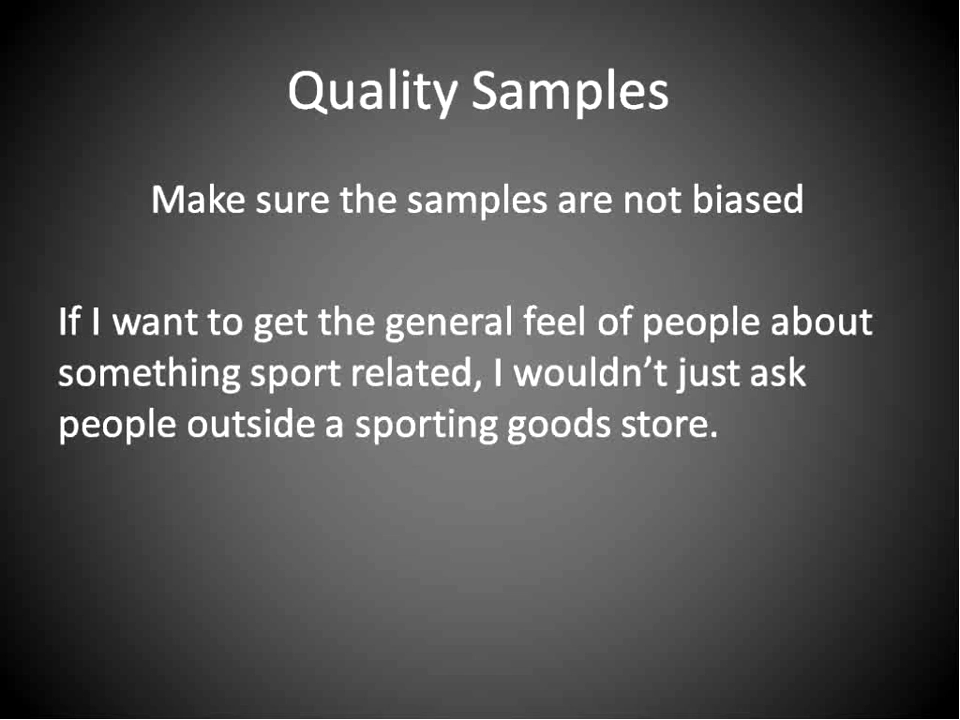 Quality Samples
Make sure the samples are not biased
If I want to get the general feel of people about
something sport related, I wouldn’t just ask
people outside a sporting goods store.